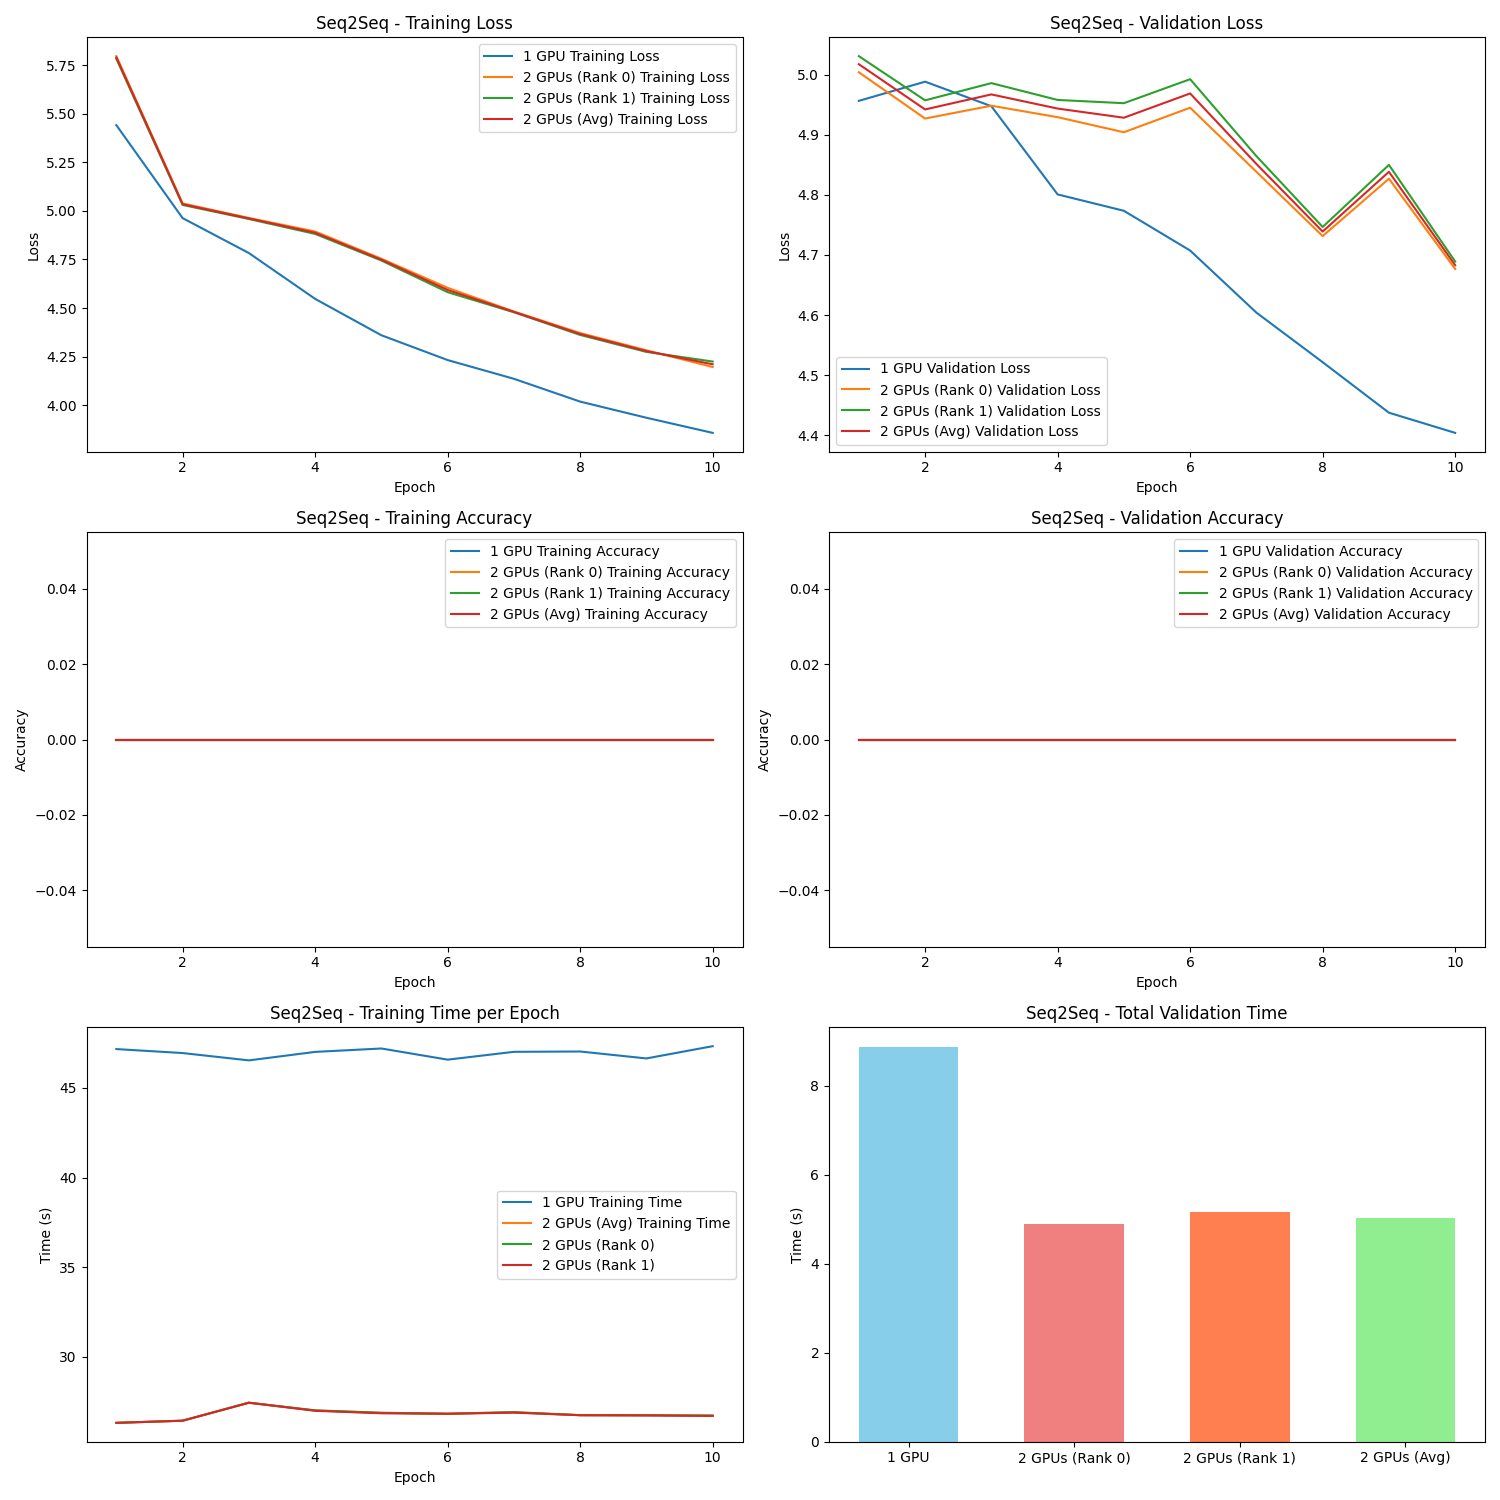 Seq2Seq - Training Loss
5.75
5.50
5.25
5.00
4.75
4.50
4.25
4.00
Loss
1 GPU Training Loss
2 GPUs (Rank 0) Training Loss
2 GPUs (Rank 1) Training Loss
2 GPUs (Avg) Training Loss
2 4 6 8 10
Epoch
Seq2Seq - Validation Loss
5.0
4.9
4.8
4.7
4.6
4.5
4.4
Loss
1 GPU Validation Loss
2 GPUs (Rank 0) Validation Loss
2 GPUs (Rank 1) Validation Loss
2 GPUs (Avg) Validation Loss
2 4 6 8 10
Epoch
Seq2Seq - Training Accuracy
0.04
0.02
0.00
−0.02
−0.04
Accuracy
1 GPU Training Accuracy
2 GPUs (Rank 0) Training Accuracy
2 GPUs (Rank 1) Training Accuracy
2 GPUs (Avg) Training Accuracy
2 4 6 8 10
Epoch
Seq2Seq - Validation Accuracy
0.04
0.02
0.00
−0.02
−0.04
Accuracy
1 GPU Validation Accuracy
2 GPUs (Rank 0) Validation Accuracy
2 GPUs (Rank 1) Validation Accuracy
2 GPUs (Avg) Validation Accuracy
2 4 6 8 10
Epoch
Seq2Seq - Training Time per Epoch
45
40
35
30
Time (s)
1 GPU Training Time
2 GPUs (Avg) Training Time
2 GPUs (Rank 0)
2 GPUs (Rank 1)
2 4 6 8 10
Epoch
Seq2Seq - Total Validation Time
8
6
4
2
0
Time (s)
1 GPU 2 GPUs (Rank 0) 2 GPUs (Rank 1) 2 GPUs (Avg)